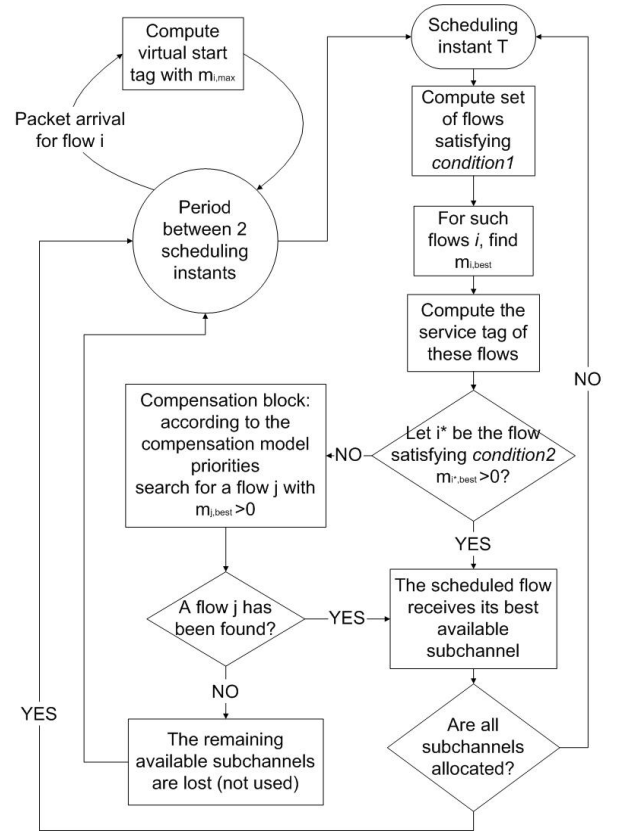 Compute
virtual start
tag with mi,max
Packet arrival
for flow i
Period
between 2
scheduling
instants
Scheduling
instant T
Compute set
of flows
satisfying
condition1
For such
flows i, find
mi,best
Compute the
service tag of
these flows
NO
Let i* be the flow
satisfying condition2
mi*,best >0?
NO
Compensation block:
according to the
compensation model
priorities
search for a flow j with
mj,best >0
YES
A flow j has
been found?
YES
The scheduled flow
receives its best
available
subchannel
NO
YES
The remaining
available subchannels
are lost (not used)
Are all
subchannels
allocated?